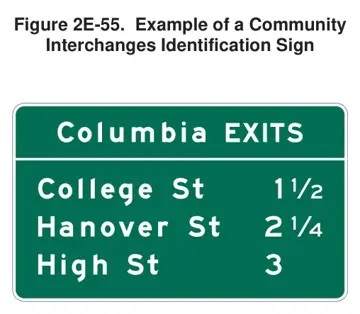 Figure 2E-55.  Example of a Community
Interchanges Identification Sign
Columbia EXITS
College St 1 1/2
Hanover St 2 1/4
High St 3